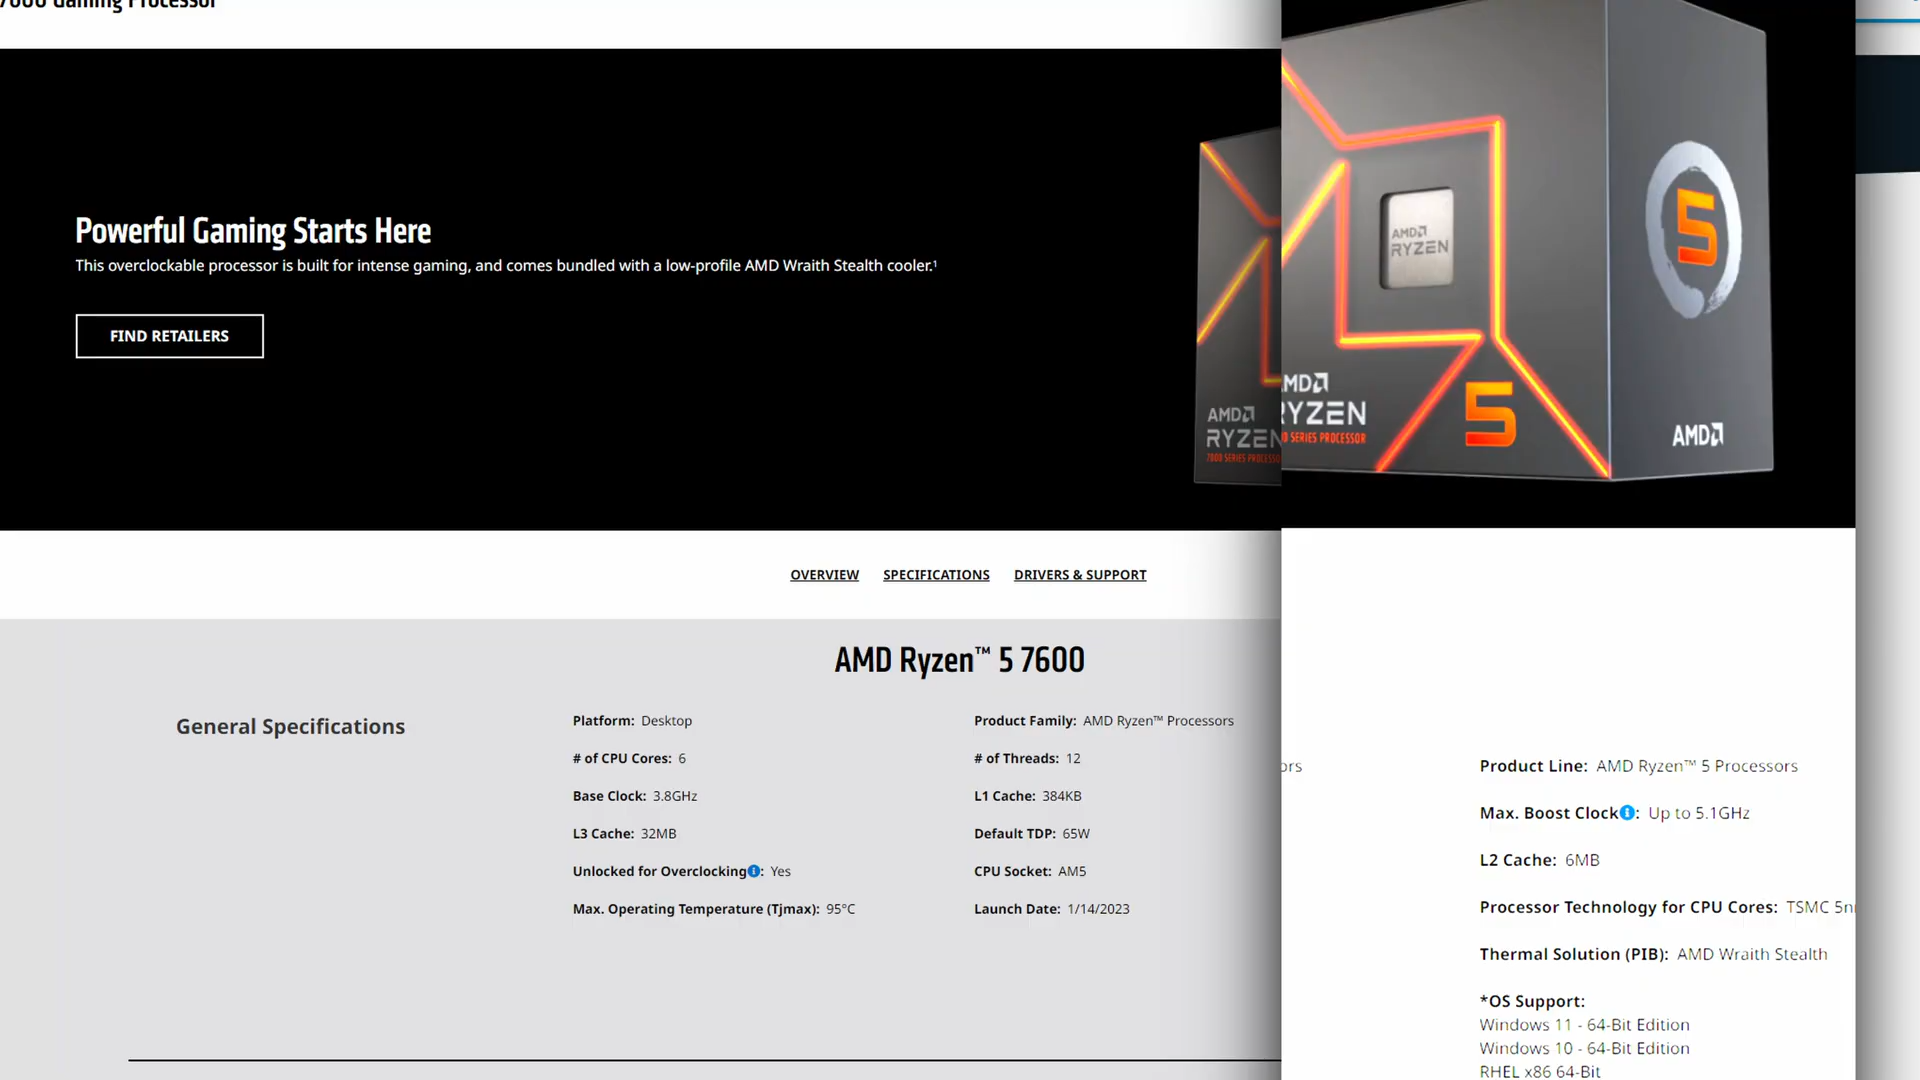 7000 Gaming Processor
Powerful Gaming Starts Here
This overclockable processor is built for intense gaming, and comes bundled with a low-profile AMD Wraith Stealth cooler.¹
FIND RETAILERS
AMD
RYZEN
7000 SERIES PROCESSO
AMD
RYZEN
5
AMD
RYZEN
SERIES PROCESSOR
5
AMD
OVERVIEW SPECIFICATIONS DRIVERS & SUPPORT
AMD Ryzen™ 5 7600
General Specifications
Platform: Desktop
Product Family: AMD Ryzen™ Processors
# of CPU Cores: 6
# of Threads: 12
Base Clock: 3.8GHz
L1 Cache: 384KB
L3 Cache: 32MB
Default TDP: 65W
Unlocked for Overclocking: Yes
CPU Socket: AM5
Max. Operating Temperature (Tjmax): 95°C
Launch Date: 1/14/2023
ors
Product Line: AMD Ryzen™ 5 Processors
Max. Boost Clock: Up to 5.1GHz
L2 Cache: 6MB
Processor Technology for CPU Cores: TSMC 5n
Thermal Solution (PIB): AMD Wraith Stealth
*OS Support:
Windows 11 - 64-Bit Edition
Windows 10 - 64-Bit Edition
RHEL x86 64-Bit